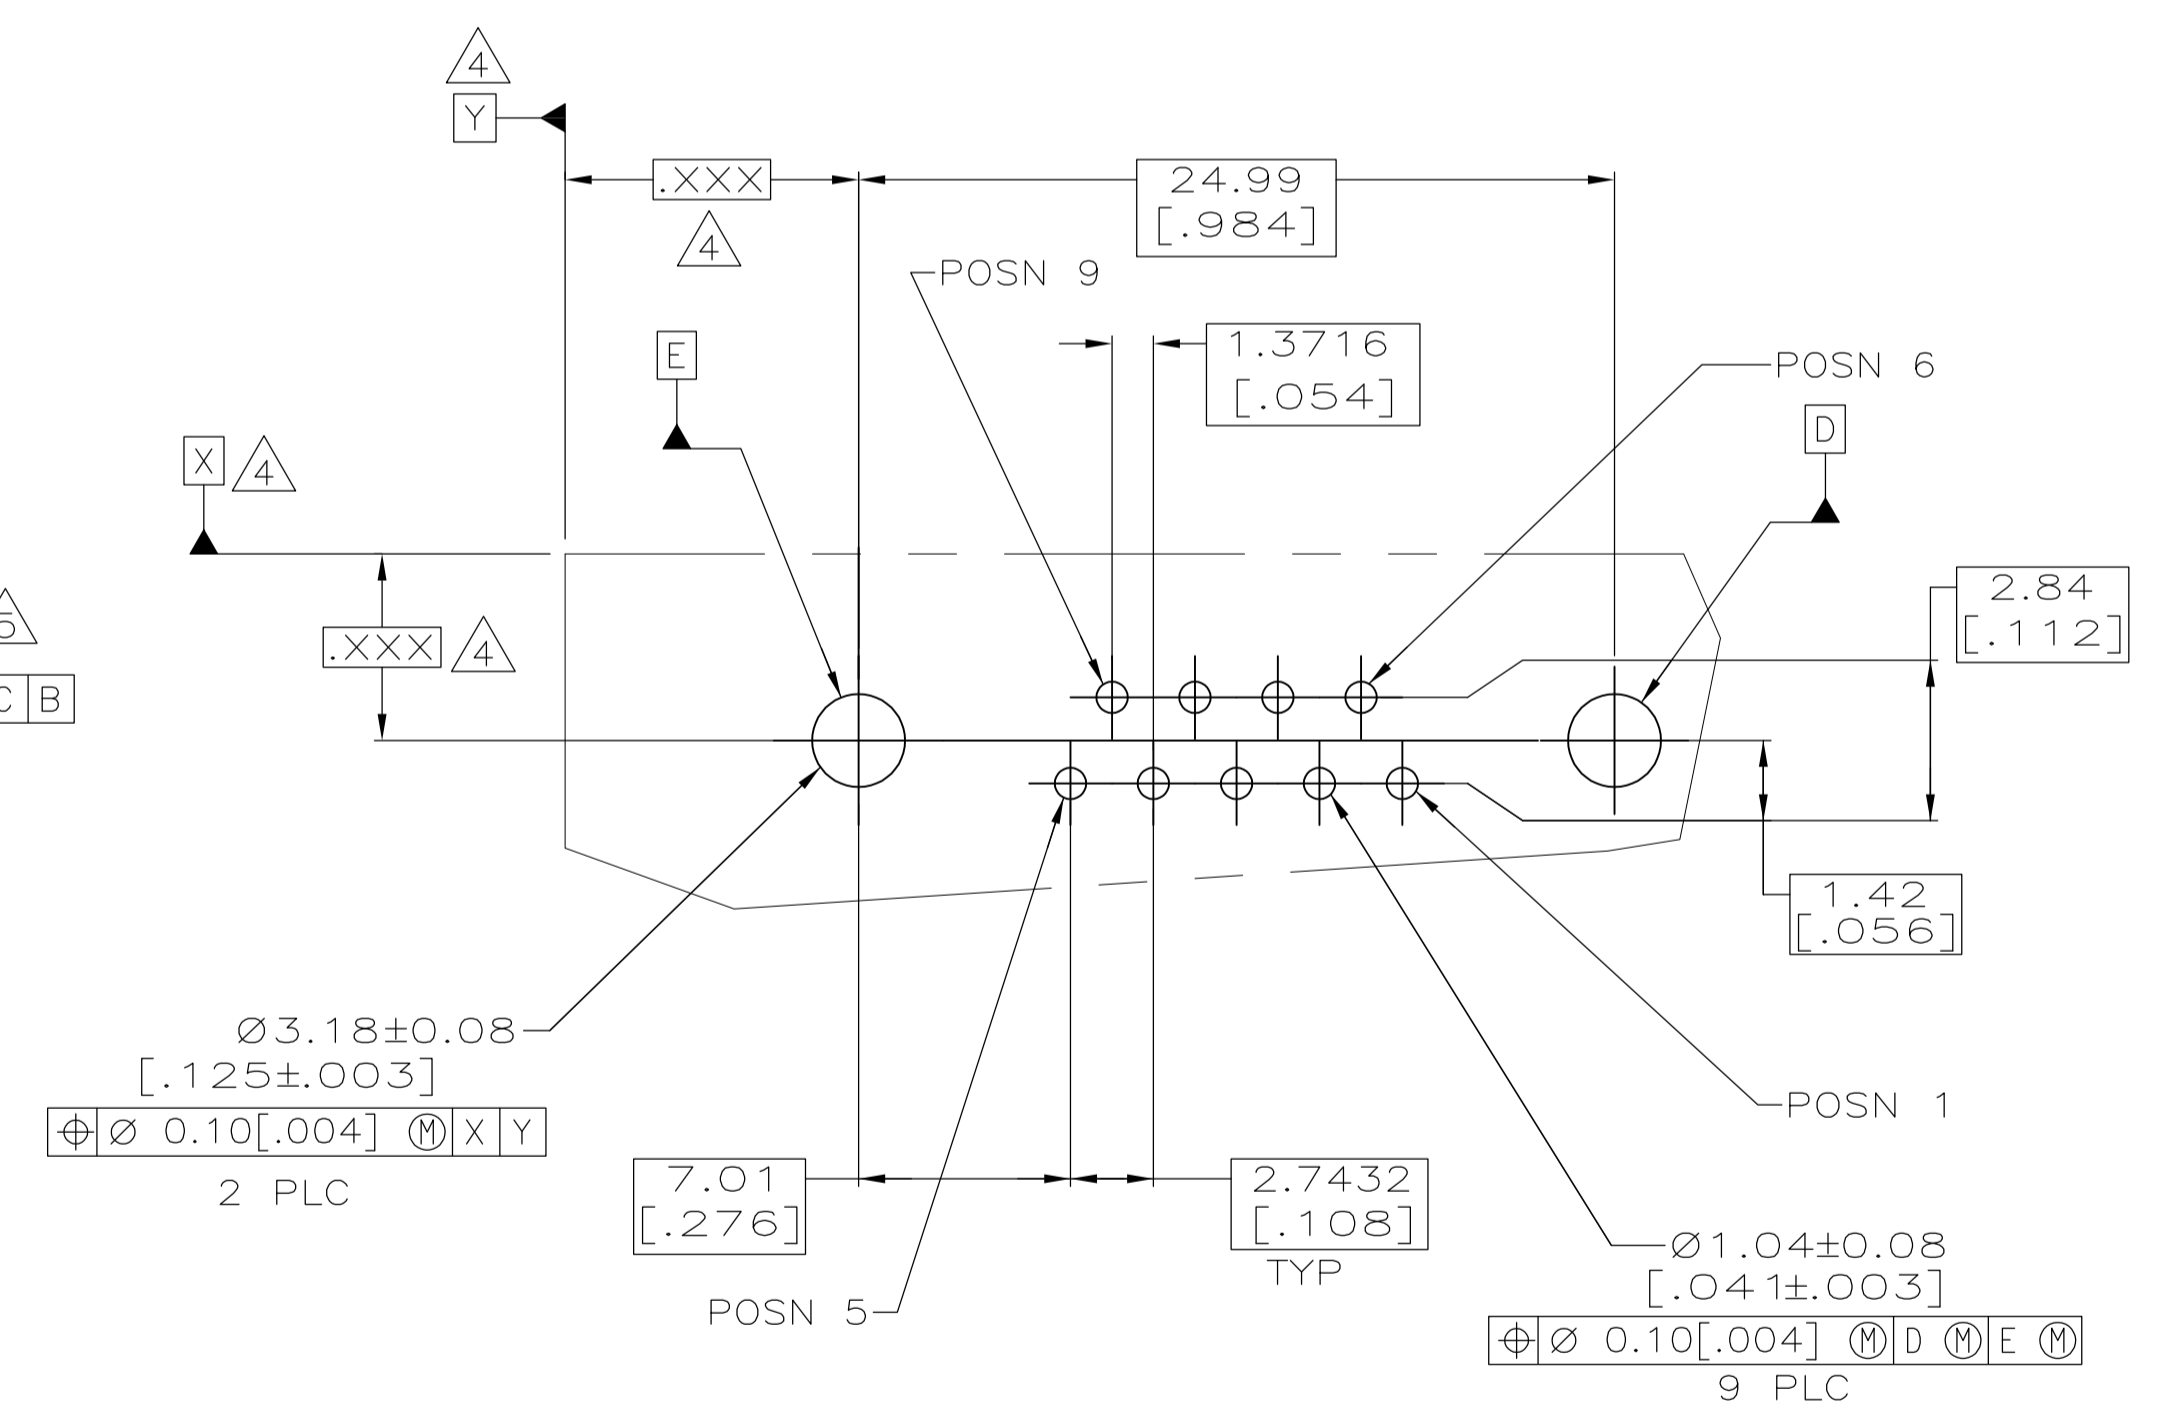 4
Y
.XXX
24.99
[.984]
4
POSN 9
E
1.3716
[.054]
POSN 6
D
X 4
2.84
[.112]
5
.XXX 4
C B
1.42
[.056]
Ø3.18±0.08
[.125±.003]
⌖ Ø 0.10[.004] Ⓜ X Y
2 PLC
POSN 1
7.01
[.276]
2.7432
[.108]
TYP
POSN 5
Ø1.04±0.08
[.041±.003]
⌖ Ø 0.10[.004] Ⓜ D Ⓜ E Ⓜ
9 PLC